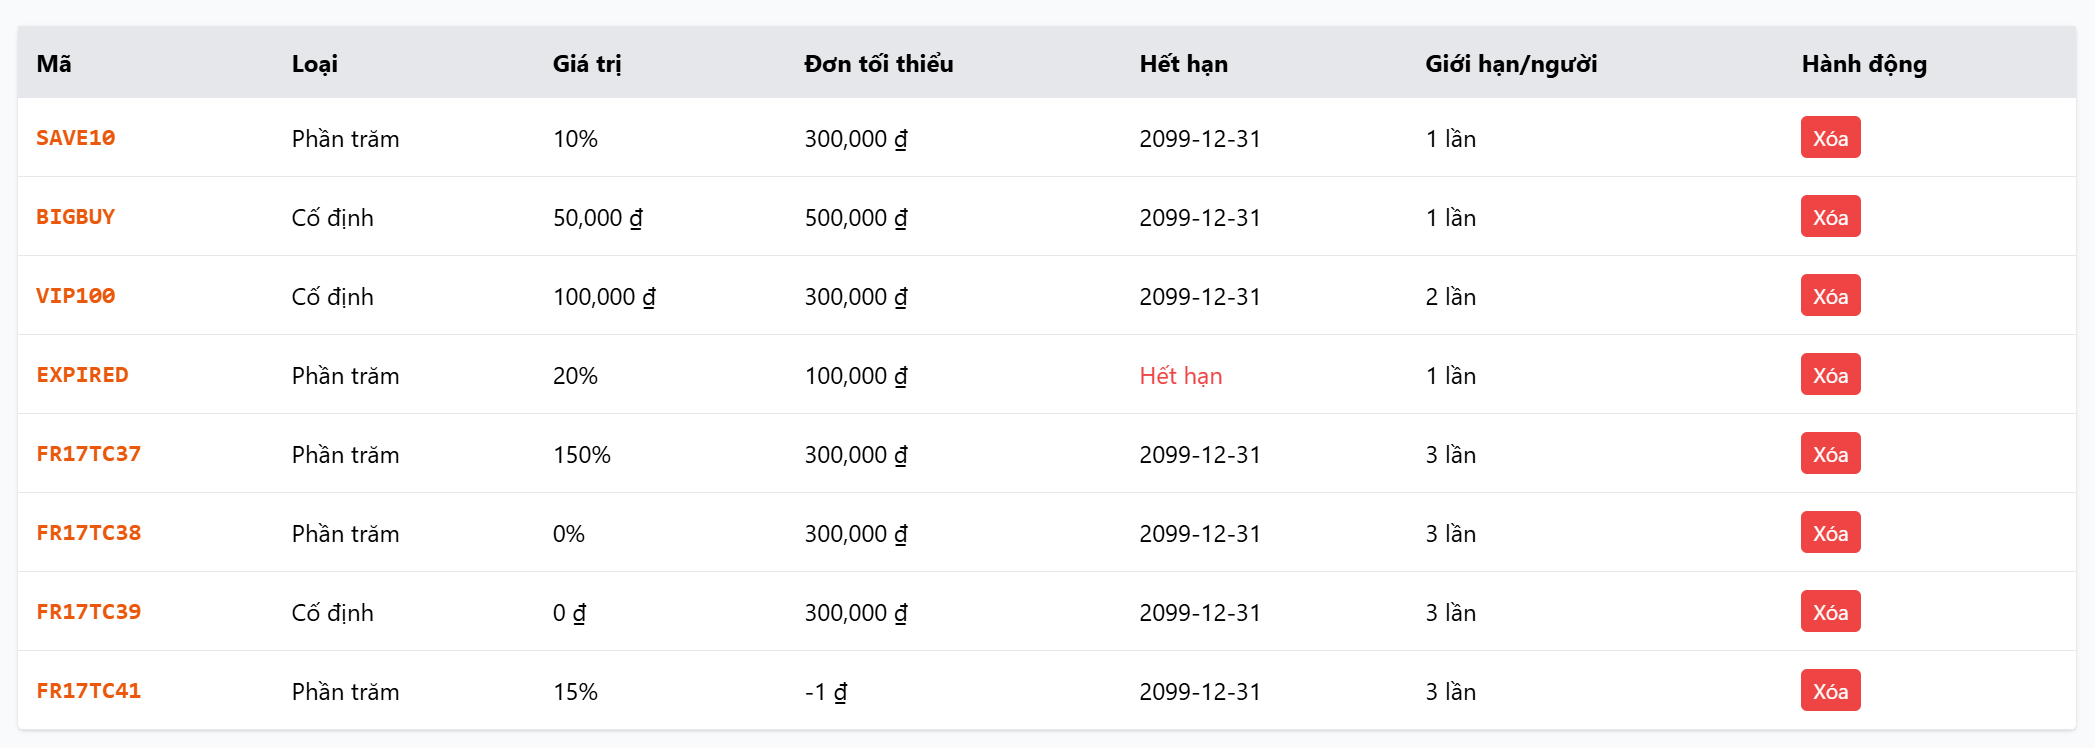 Mã Loại Giá trị Đơn tối thiểu Hết hạn Giới hạn/người Hành động
SAVE10 Phần trăm 10% 300,000 ₫ 2099-12-31 1 lần Xóa
BIGBUY Cố định 50,000 ₫ 500,000 ₫ 2099-12-31 1 lần Xóa
VIP100 Cố định 100,000 ₫ 300,000 ₫ 2099-12-31 2 lần Xóa
EXPIRED Phần trăm 20% 100,000 ₫ Hết hạn 1 lần Xóa
FR17TC37 Phần trăm 150% 300,000 ₫ 2099-12-31 3 lần Xóa
FR17TC38 Phần trăm 0% 300,000 ₫ 2099-12-31 3 lần Xóa
FR17TC39 Cố định 0 ₫ 300,000 ₫ 2099-12-31 3 lần Xóa
FR17TC41 Phần trăm 15% -1 ₫ 2099-12-31 3 lần Xóa